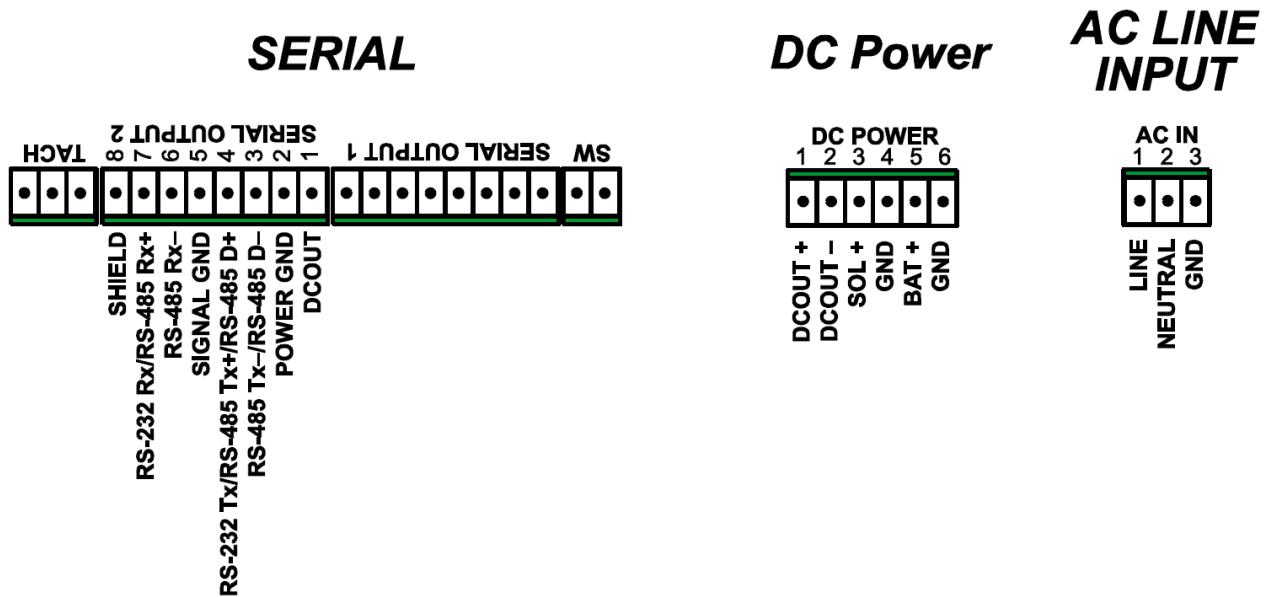 SERIAL
TACH
SERIAL OUTPUT 2
8 7 6 5 4 3 2 1
SERIAL OUTPUT 1
SW
SHIELD
RS-232 Rx/RS-485 Rx+
RS-485 Rx–
SIGNAL GND
RS-232 Tx/RS-485 Tx+/RS-485 D+
RS-485 Tx–/RS-485 D–
POWER GND
DCOUT
DC Power
DC POWER
1 2 3 4 5 6
DCOUT +
DCOUT –
SOL +
GND
BAT +
GND
AC LINE
INPUT
AC IN
1 2 3
LINE
NEUTRAL
GND